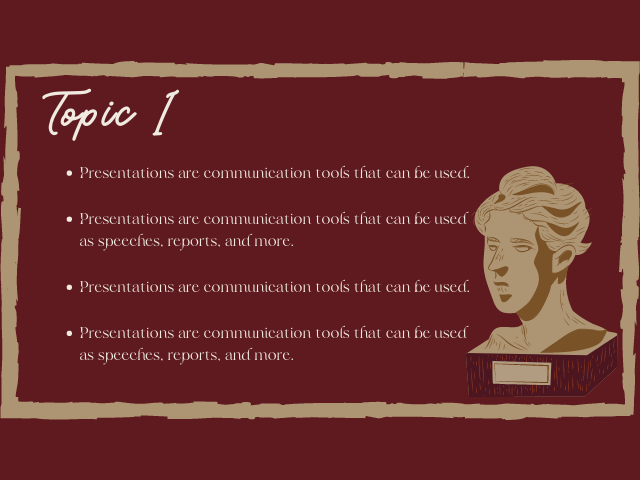 Topic 1
• Presentations are communication tools that can be used.
• Presentations are communication tools that can be used
as speeches, reports, and more.
• Presentations are communication tools that can be used.
• Presentations are communication tools that can be used
as speeches, reports, and more.